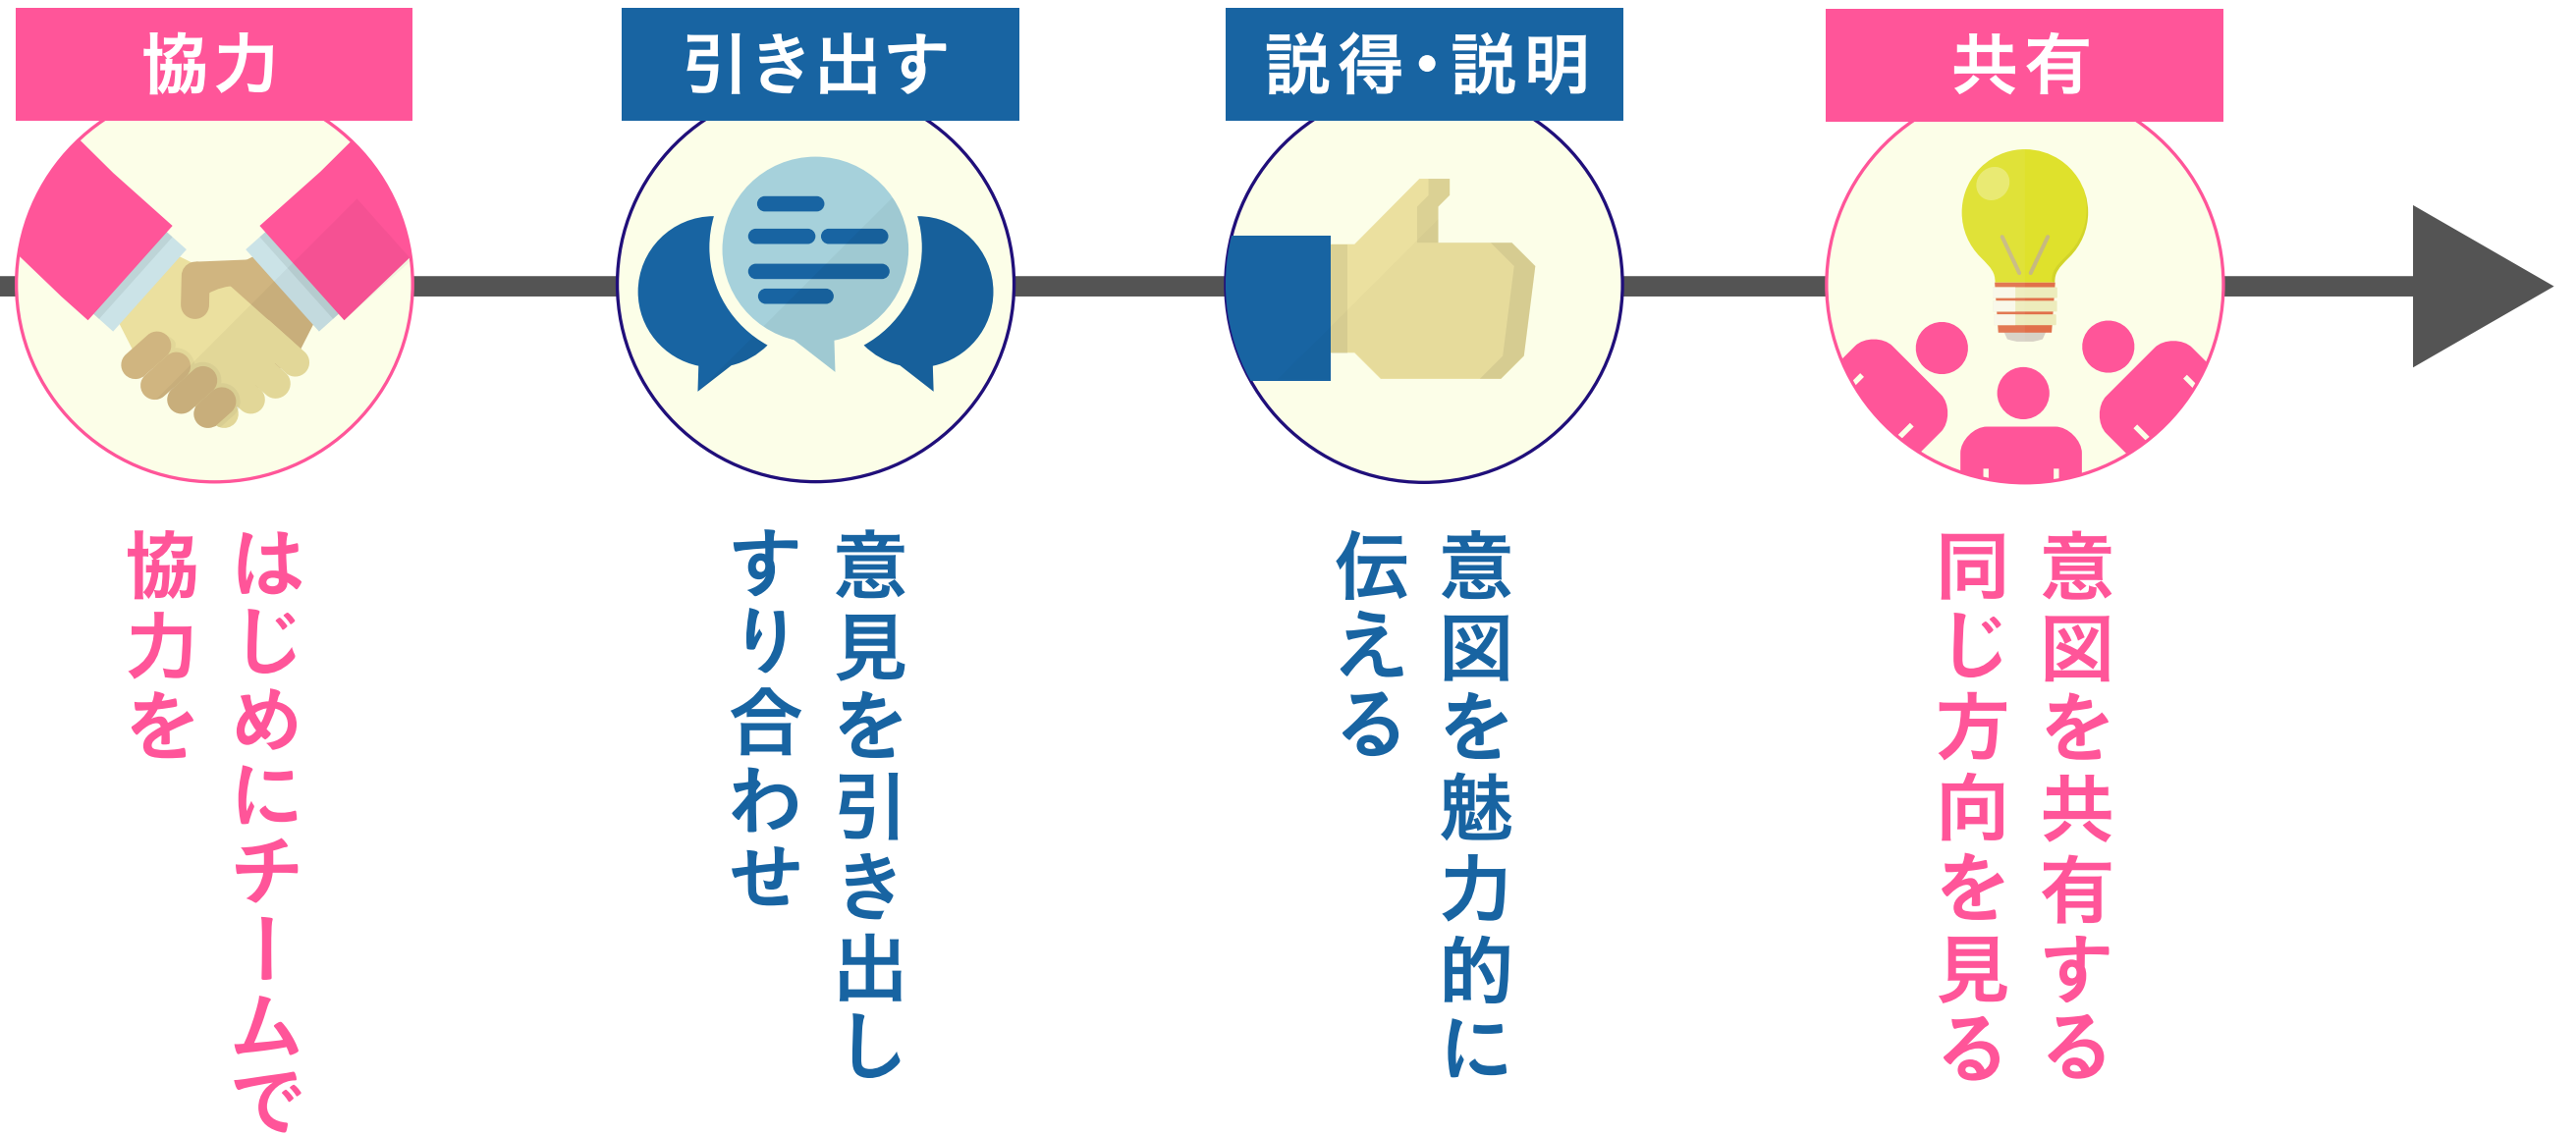 協力
はじめにチームで
協力を
引き出す
意見を引き出し
すり合わせ
説得・説明
意図を魅力的に
伝える
共有
意図を共有する
同じ方向を見る